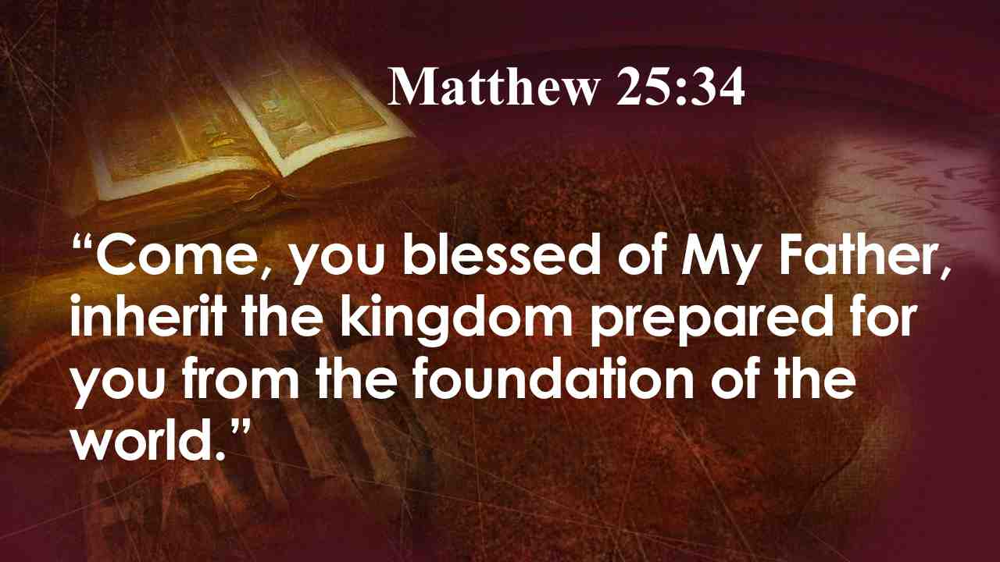 Matthew 25:34
“Come, you blessed of My Father,
inherit the kingdom prepared for
you from the foundation of the
world.”